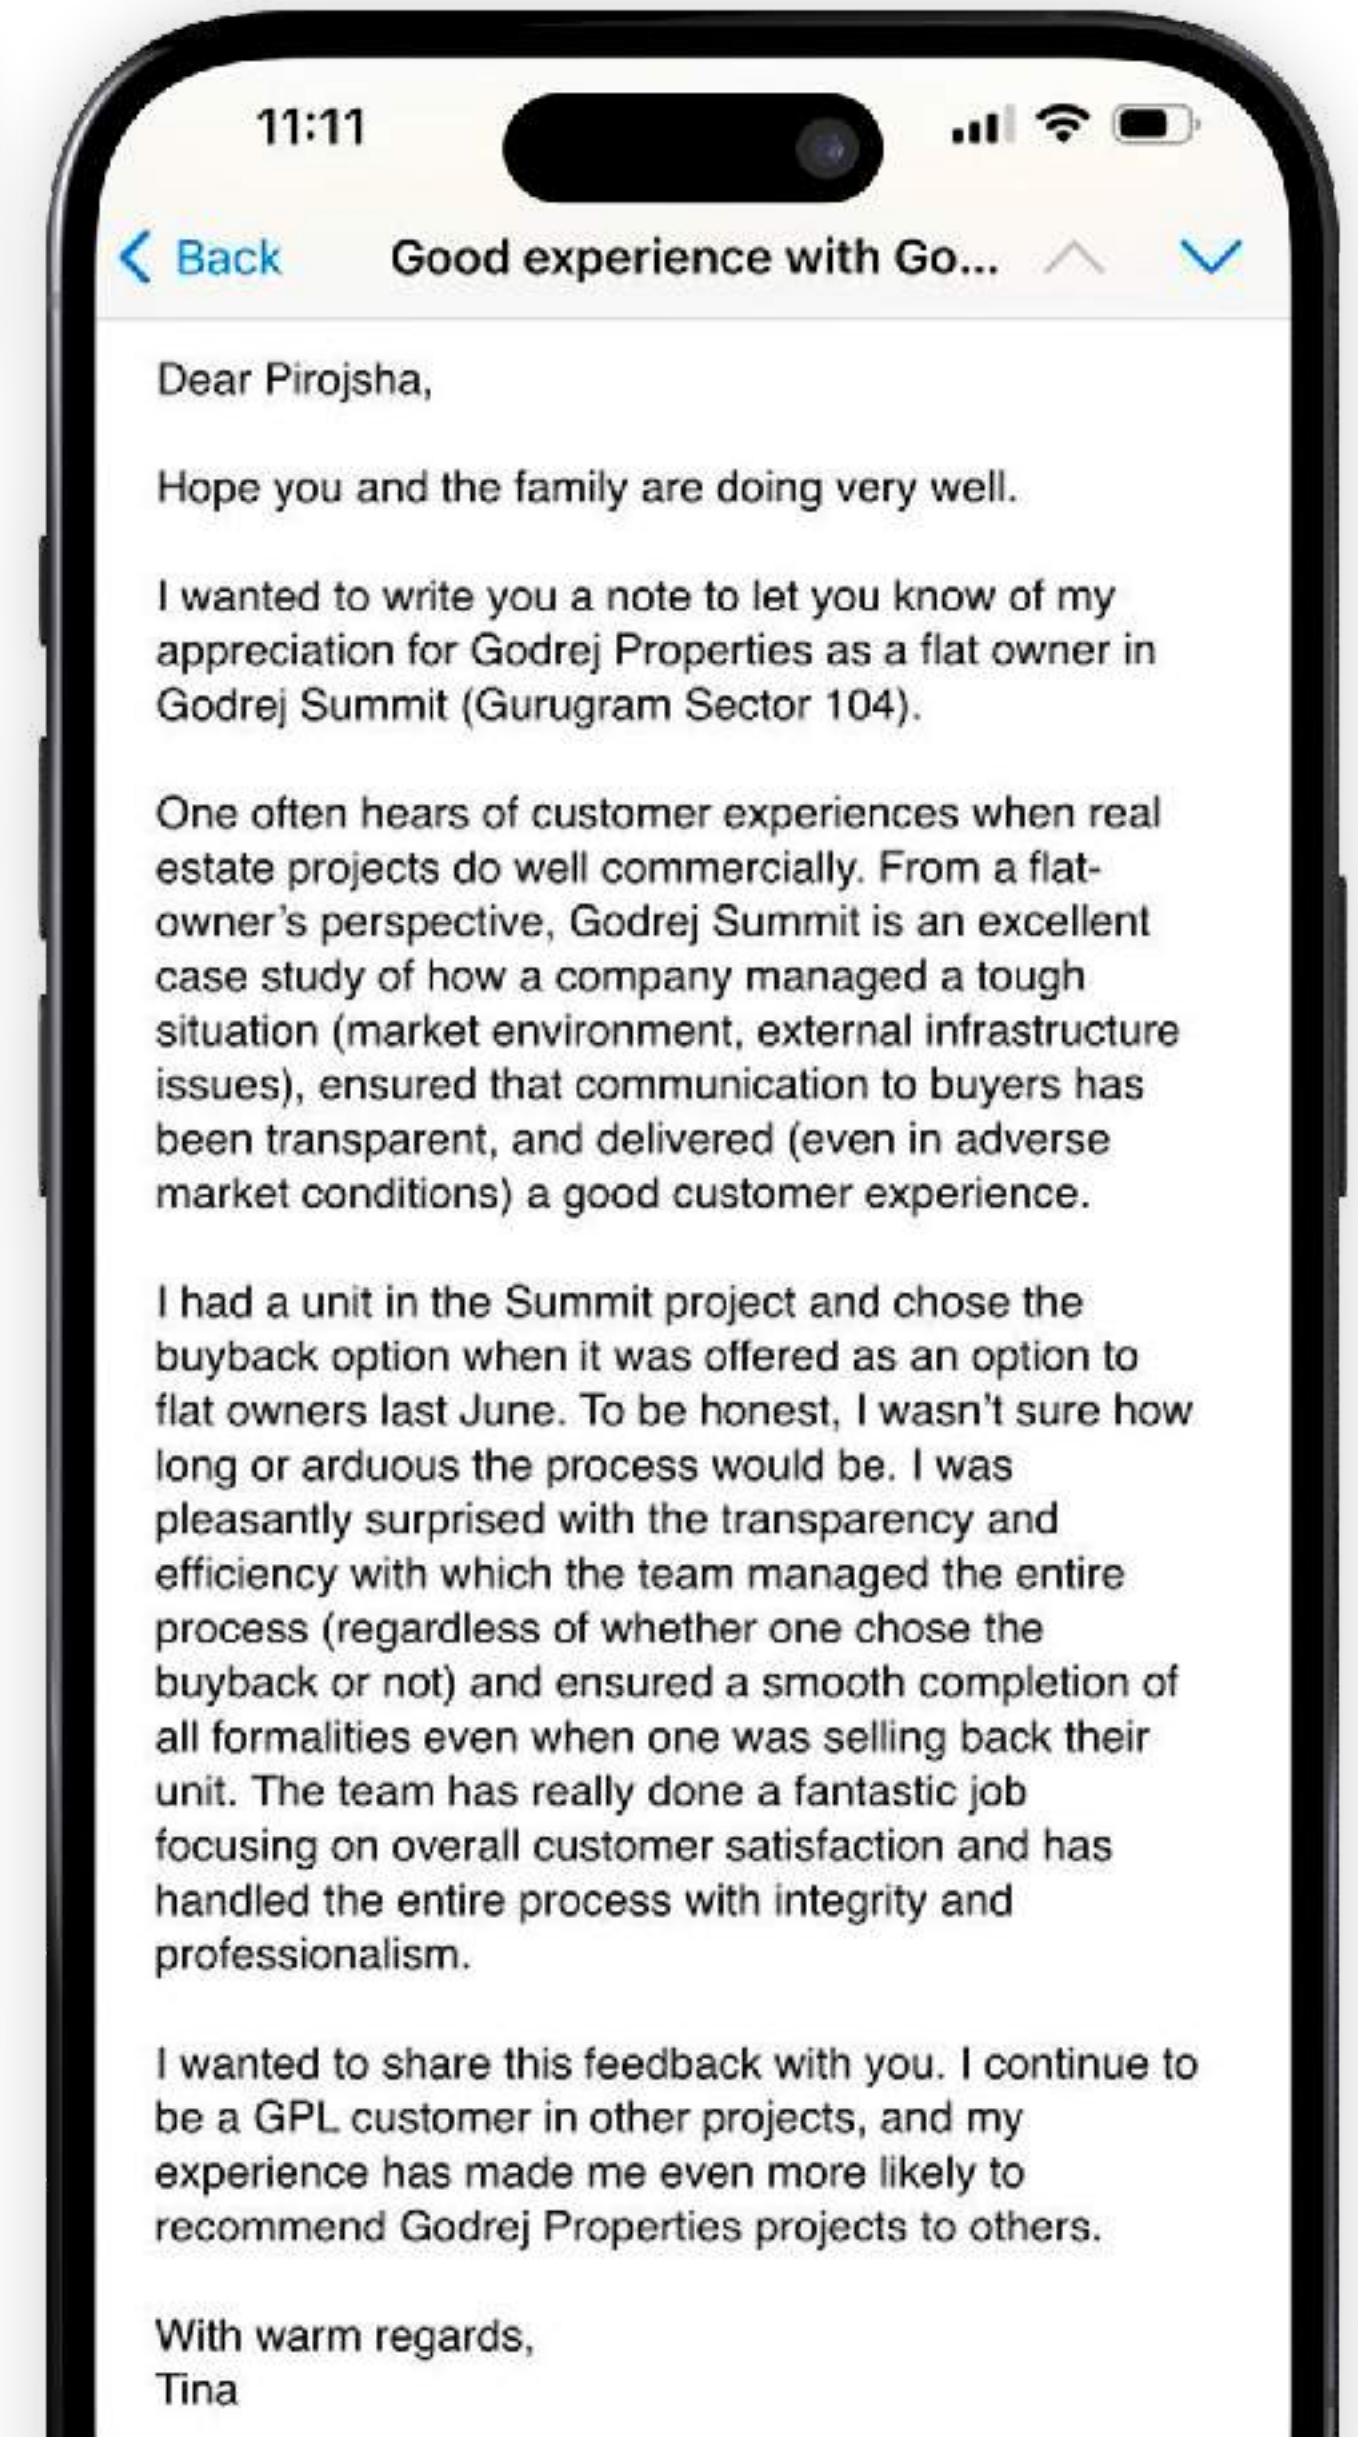 11:11
Back
Good experience with Go...
Dear Pirojsha,
Hope you and the family are doing very well.
I wanted to write you a note to let you know of my
appreciation for Godrej Properties as a flat owner in
Godrej Summit (Gurugram Sector 104).
One often hears of customer experiences when real
estate projects do well commercially. From a flat-
owner's perspective, Godrej Summit is an excellent
case study of how a company managed a tough
situation (market environment, external infrastructure
issues), ensured that communication to buyers has
been transparent, and delivered (even in adverse
market conditions) a good customer experience.
I had a unit in the Summit project and chose the
buyback option when it was offered as an option to
flat owners last June. To be honest, I wasn't sure how
long or arduous the process would be. I was
pleasantly surprised with the transparency and
efficiency with which the team managed the entire
process (regardless of whether one chose the
buyback or not) and ensured a smooth completion of
all formalities even when one was selling back their
unit. The team has really done a fantastic job
focusing on overall customer satisfaction and has
handled the entire process with integrity and
professionalism.
I wanted to share this feedback with you. I continue to
be a GPL customer in other projects, and my
experience has made me even more likely to
recommend Godrej Properties projects to others.
With warm regards,
Tina